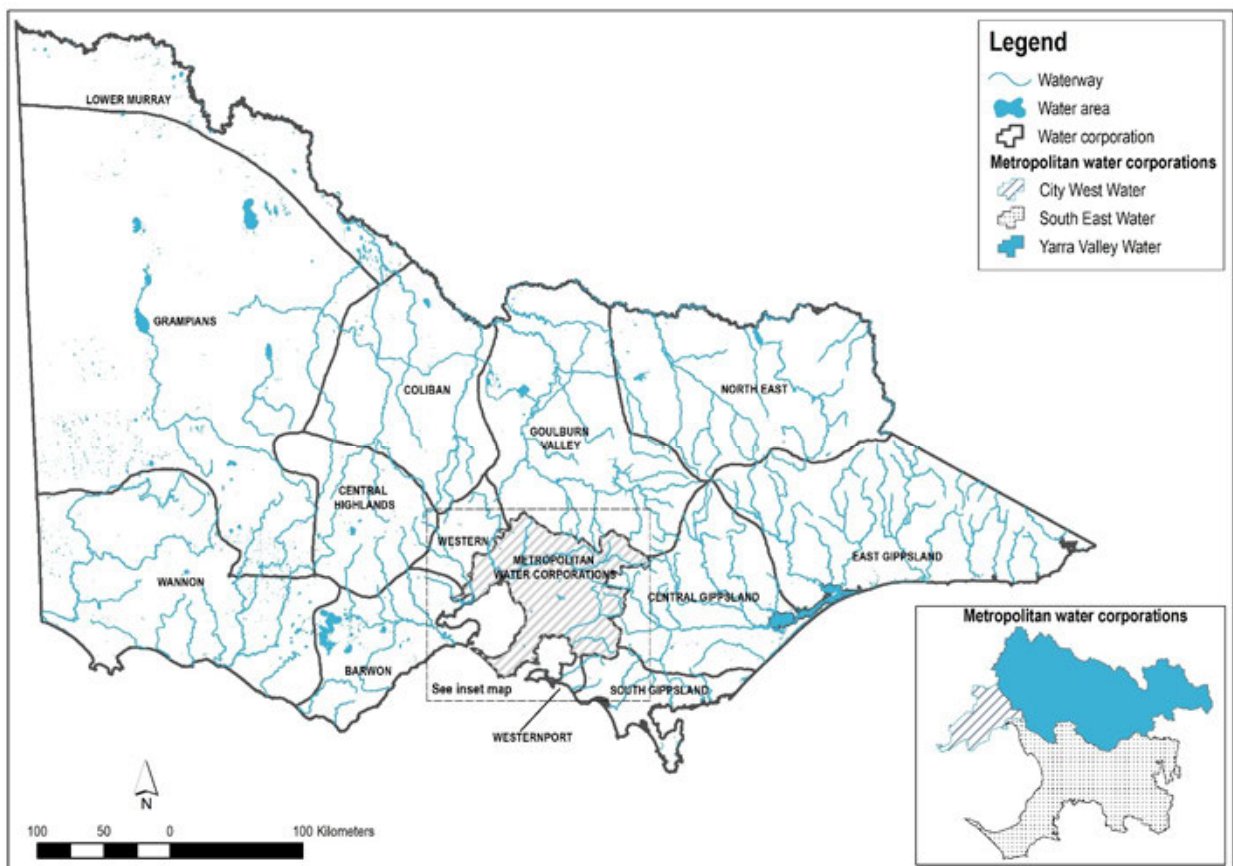 Legend
Waterway
Water area
Water corporation
Metropolitan water corporations
City West Water
South East Water
Yarra Valley Water
LOWER MURRAY
GRAMPIANS
COLIBAN
NORTH EAST
GOULBURN
VALLEY
CENTRAL
HIGHLANDS
WESTERN
METROPOLITAN
WATER CORPORATIONS
EAST GIPPSLAND
WANNON
CENTRAL GIPPSLAND
BARWON
See inset map
SOUTH GIPPSLAND
WESTERNPORT
Metropolitan water corporations
N
100 50 0 100 Kilometers